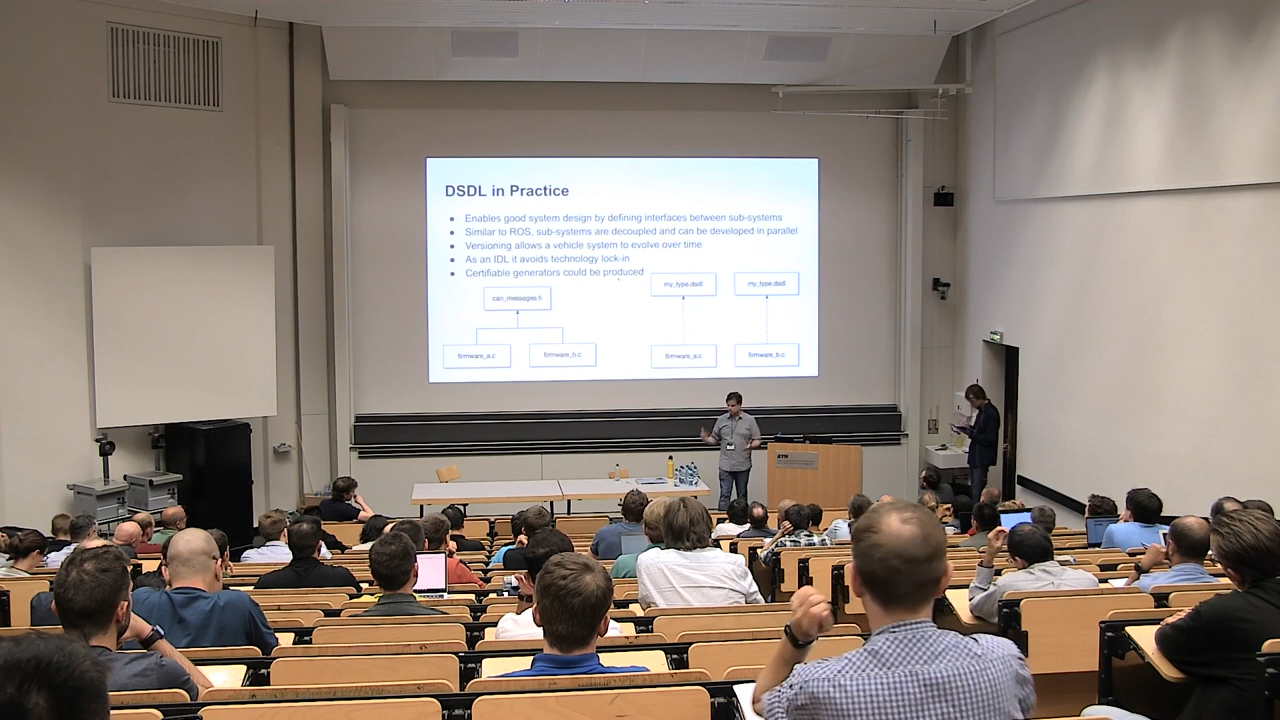 DSDL in Practice
● Enables good system design by defining interfaces between sub-systems
● Similar to ROS, sub-systems are decoupled and can be developed in parallel
● Versioning allows a vehicle system to evolve over time
● As an IDL it avoids technology lock-in
● Certifiable generators could be produced
can_messages.h
my_type.dsdl
my_type.dsdl
firmware_a.c
firmware_b.c
firmware_a.c
firmware_b.c
ETH